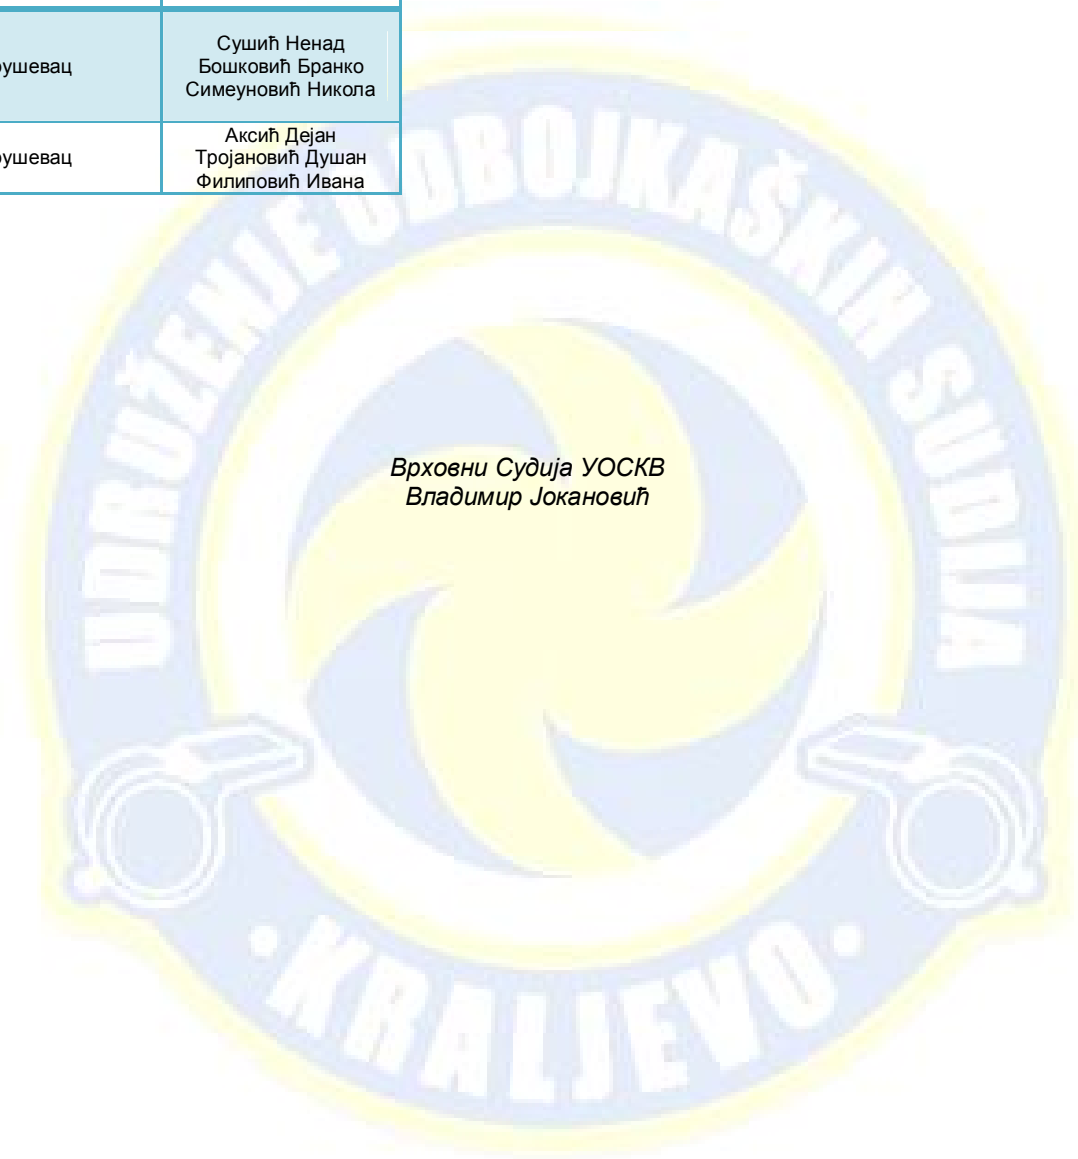 рушевац
Сушић Ненад
Бошковић Бранко
Симеуновић Никола
рушевац
Аксић Дејан
Тројановић Душан
Филиповић Ивана
Врховни Судија УОСКВ
Владимир Јокановић
UDRUŽENJE ODBOJKAŠKIH SUDIJA
·KRALJEVO·